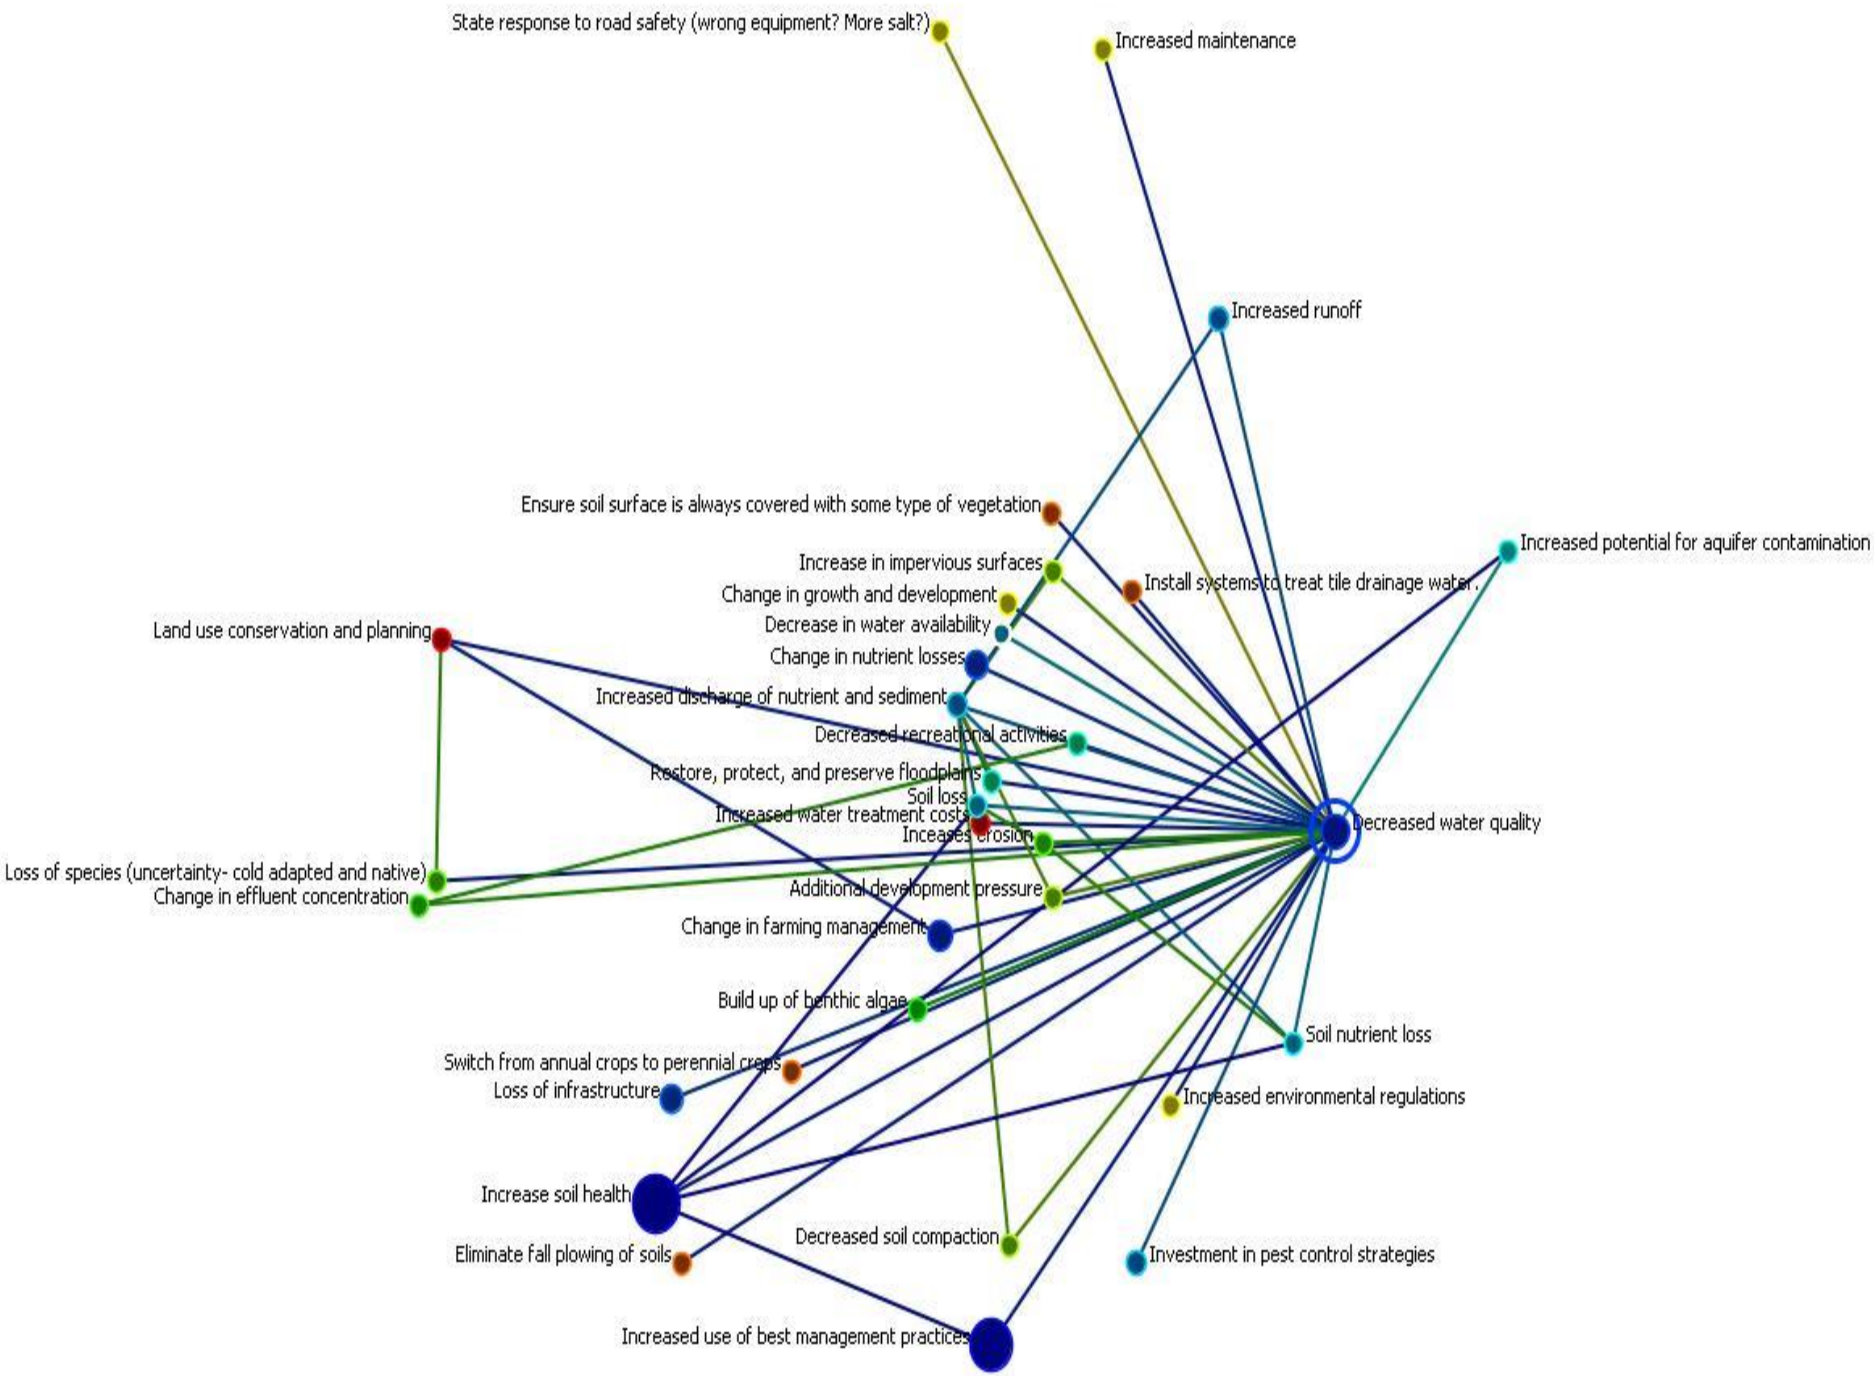 State response to road safety (wrong equipment? More salt?)
Increased maintenance
Increased runoff
Ensure soil surface is always covered with some type of vegetation
Increased potential for aquifer contamination
Increase in impervious surfaces
Install systems to treat tile drainage water.
Change in growth and development
Decrease in water availability
Land use conservation and planning
Change in nutrient losses
Increased discharge of nutrient and sediment
Decreased recreational activities
Restore, protect, and preserve floodplains
Soil loss
Increased water treatment costs
Decreased water quality
Inceases erosion
Loss of species (uncertainty- cold adapted and native)
Additional development pressure
Change in effluent concentration
Change in farming management
Build up of benthic algae
Soil nutrient loss
Switch from annual crops to perennial crops
Loss of infrastructure
Increased environmental regulations
Increase soil health
Decreased soil compaction
Eliminate fall plowing of soils
Investment in pest control strategies
Increased use of best management practices